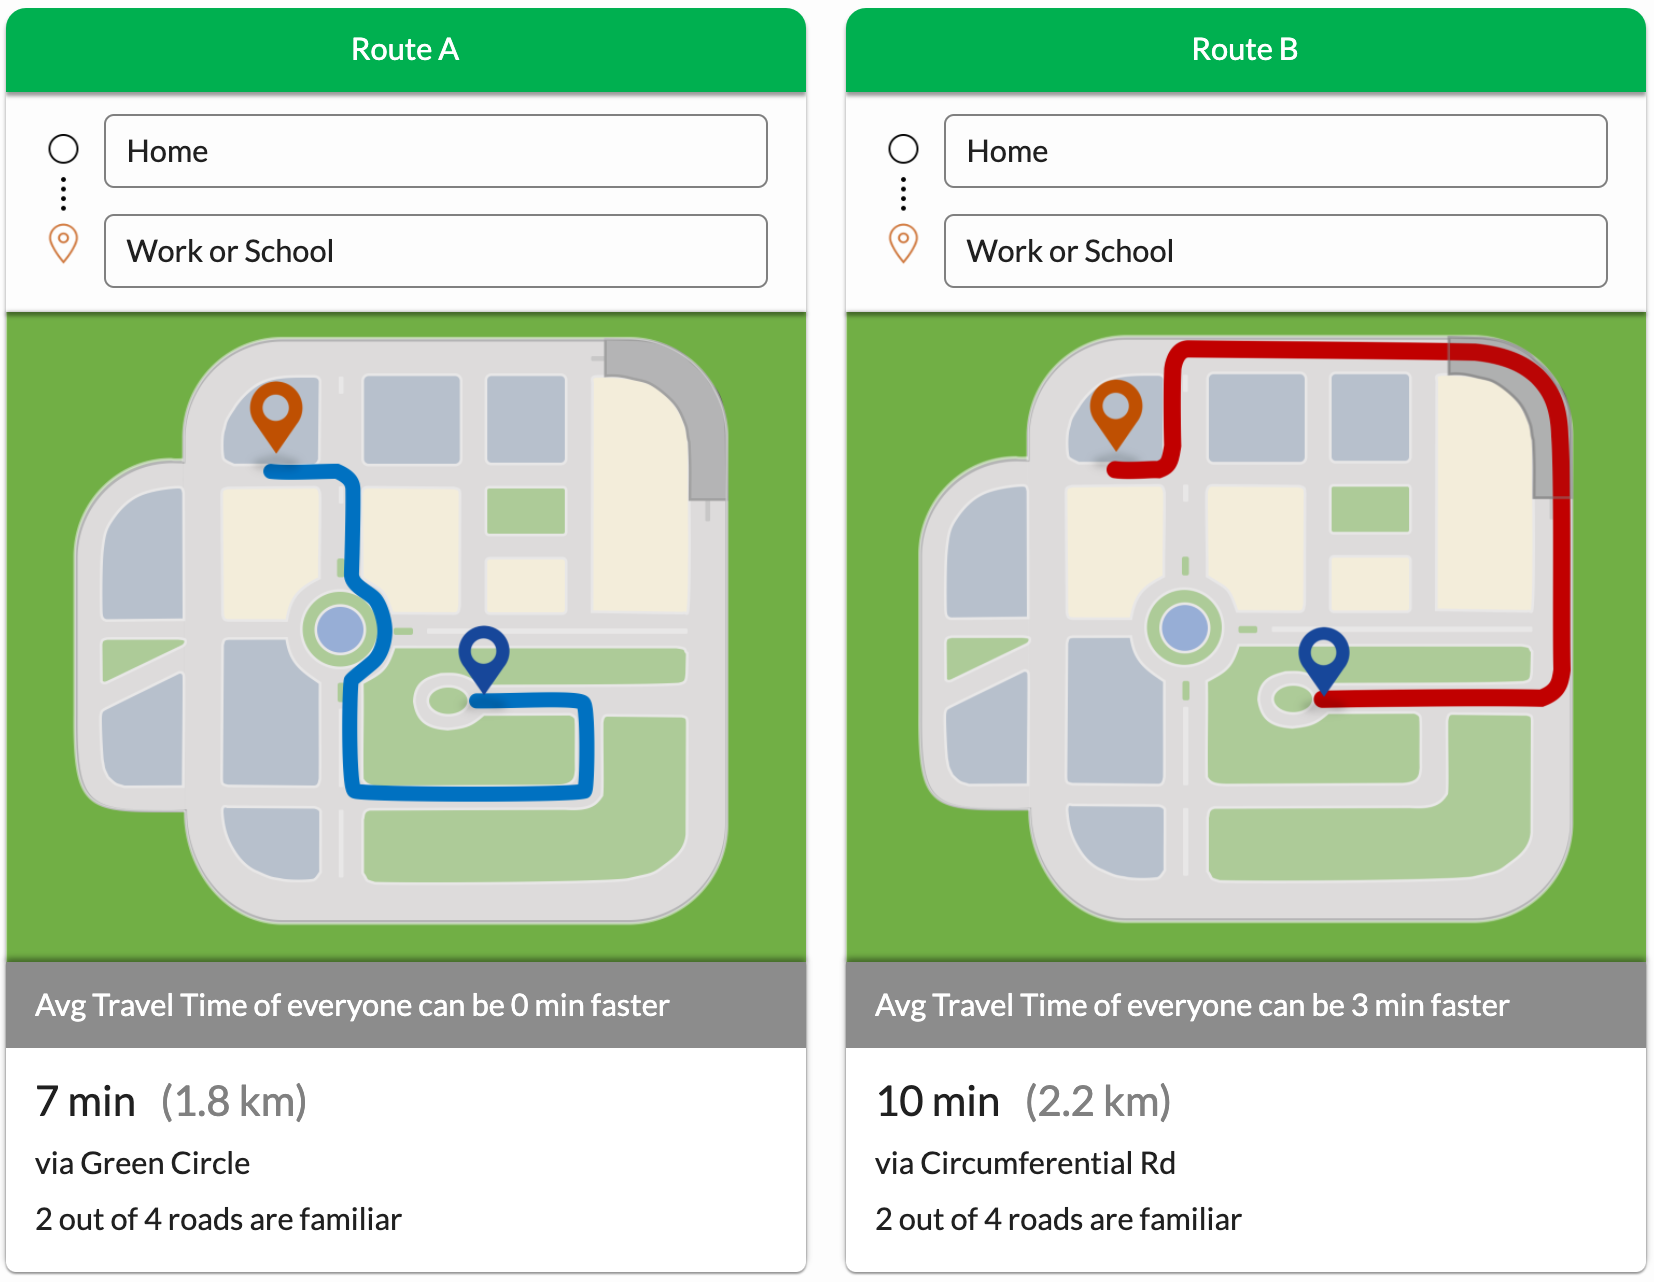 Route A
Home
Work or School
Avg Travel Time of everyone can be 0 min faster
7 min (1.8 km)
via Green Circle
2 out of 4 roads are familiar
Route B
Home
Work or School
Avg Travel Time of everyone can be 3 min faster
10 min (2.2 km)
via Circumferential Rd
2 out of 4 roads are familiar